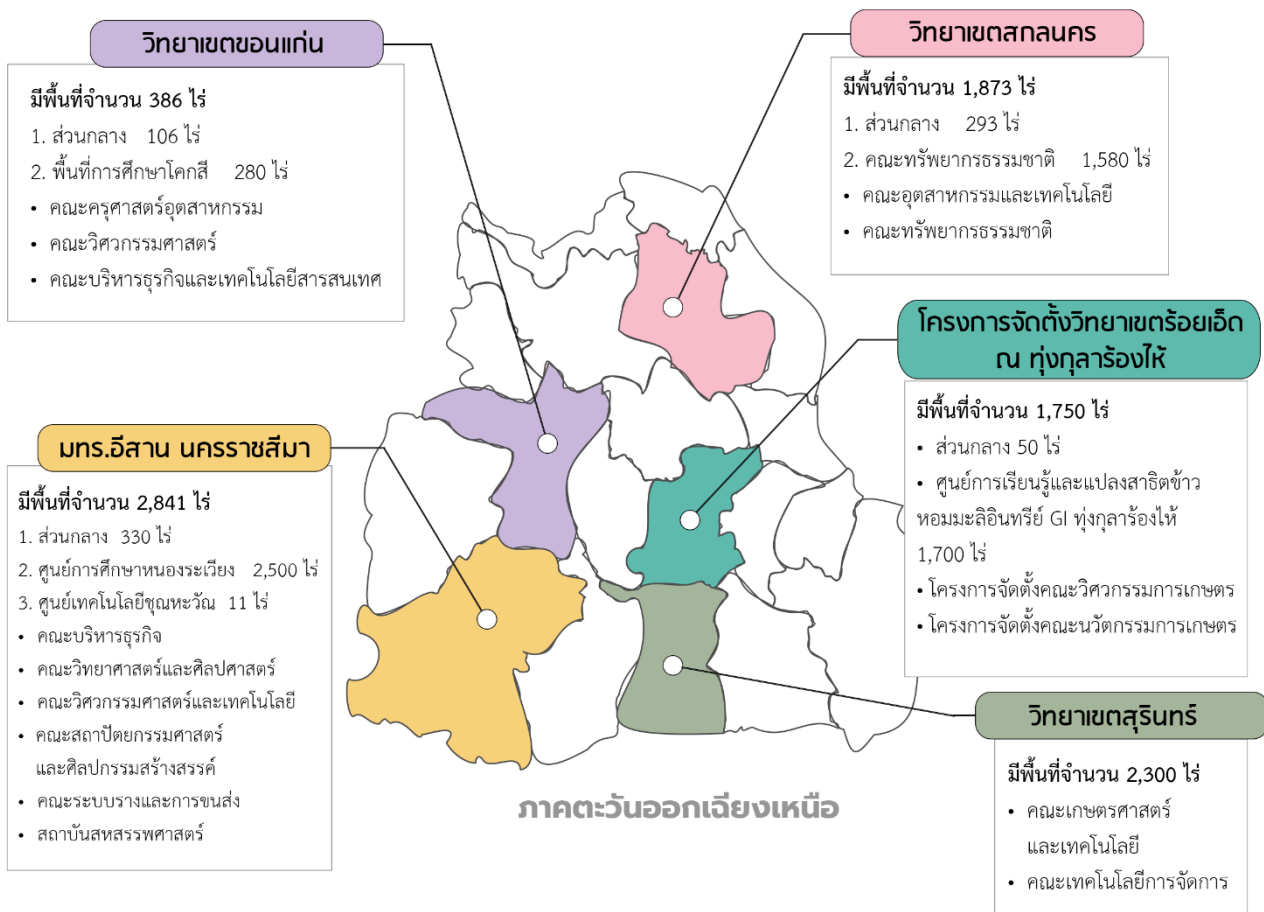 วิทยาเขตขอนแก่น
มีพื้นที่จำนวน 386 ไร่
1. ส่วนกลาง 106 ไร่
2. พื้นที่การศึกษาโคกสี 280 ไร่
• คณะครุศาสตร์อุตสาหกรรม
• คณะวิศวกรรมศาสตร์
• คณะบริหารธุรกิจและเทคโนโลยีสารสนเทศ
วิทยาเขตสกลนคร
มีพื้นที่จำนวน 1,873 ไร่
1. ส่วนกลาง 293 ไร่
2. คณะทรัพยากรธรรมชาติ 1,580 ไร่
• คณะอุตสาหกรรมและเทคโนโลยี
• คณะทรัพยากรธรรมชาติ
โครงการจัดตั้งวิทยาเขตร้อยเอ็ด
ณ ทุ่งกุลาร้องไห้
มีพื้นที่จำนวน 1,750 ไร่
• ส่วนกลาง 50 ไร่
• ศูนย์การเรียนรู้และแปลงสาธิตข้าว
หอมมะลิอินทรีย์ GI ทุ่งกุลาร้องไห้
1,700 ไร่
• โครงการจัดตั้งคณะวิศวกรรมการเกษตร
• โครงการจัดตั้งคณะนวัตกรรมการเกษตร
มทร.อีสาน นครราชสีมา
มีพื้นที่จำนวน 2,841 ไร่
1. ส่วนกลาง 330 ไร่
2. ศูนย์การศึกษาหนองระเวียง 2,500 ไร่
3. ศูนย์เทคโนโลยีชุณหะวัณ 11 ไร่
• คณะบริหารธุรกิจ
• คณะวิทยาศาสตร์และศิลปศาสตร์
• คณะวิศวกรรมศาสตร์และเทคโนโลยี
• คณะสถาปัตยกรรมศาสตร์
และศิลปกรรมสร้างสรรค์
• คณะระบบรางและการขนส่ง
• สถาบันสหสรรพศาสตร์
วิทยาเขตสุรินทร์
มีพื้นที่จำนวน 2,300 ไร่
• คณะเกษตรศาสตร์
และเทคโนโลยี
• คณะเทคโนโลยีการจัดการ
ภาคตะวันออกเฉียงเหนือ